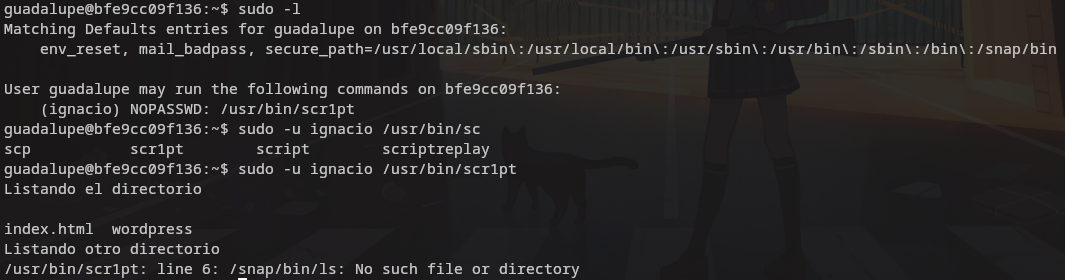 guadalupe@bfe9cc09f136:~$ sudo -l
Matching Defaults entries for guadalupe on bfe9cc09f136:
    env_reset, mail_badpass, secure_path=/usr/local/sbin\:/usr/local/bin\:/usr/sbin\:/usr/bin\:/sbin\:/bin\:/snap/bin

User guadalupe may run the following commands on bfe9cc09f136:
    (ignacio) NOPASSWD: /usr/bin/scr1pt
guadalupe@bfe9cc09f136:~$ sudo -u ignacio /usr/bin/sc
scp           scr1pt        script        scriptreplay
guadalupe@bfe9cc09f136:~$ sudo -u ignacio /usr/bin/scr1pt
Listando el directorio

index.html  wordpress
Listando otro directorio
/usr/bin/scr1pt: line 6: /snap/bin/ls: No such file or directory